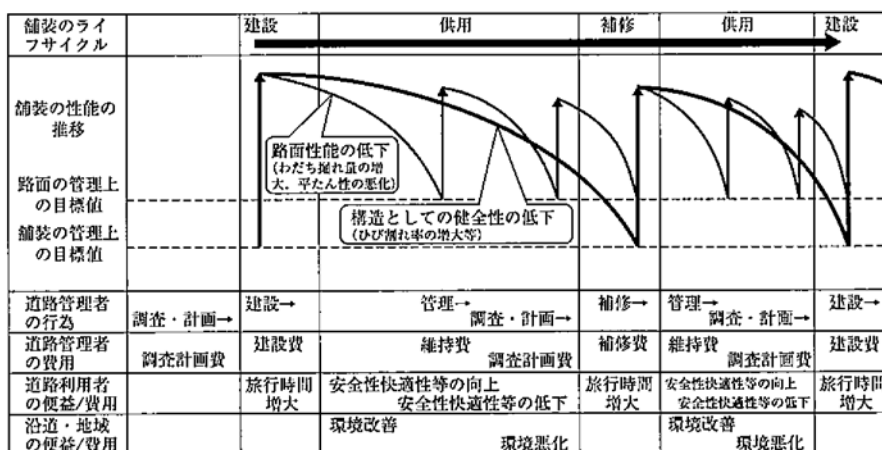 舗装のライ
フサイクル
建設 供用 補修 供用 建設
舗装の性能の
推移
路面性能の低下
(わだち掘れ量の増
大，平たん性の悪化)
路面の管理上
の目標値
構造としての健全性の低下
(ひび割れ率の増大等)
舗装の管理上
の目標値
道路管理者
の行為
調査・計画→
建設→
管理→
調査・計画→
補修→
管理→
調査・計画→
建設→
道路管理者
の費用
調査計画費
建設費
維持費
調査計画費
補修費
維持費
調査計画費
建設費
道路利用者
の便益/費用
旅行時間
増大
安全性快適性等の向上
安全性快適性等の低下
旅行時間
増大
安全性快適性等の向上
安全性快適性等の低下
旅行時間
増大
沿道・地域
の便益/費用
環境改善
環境悪化
環境改善
環境悪化